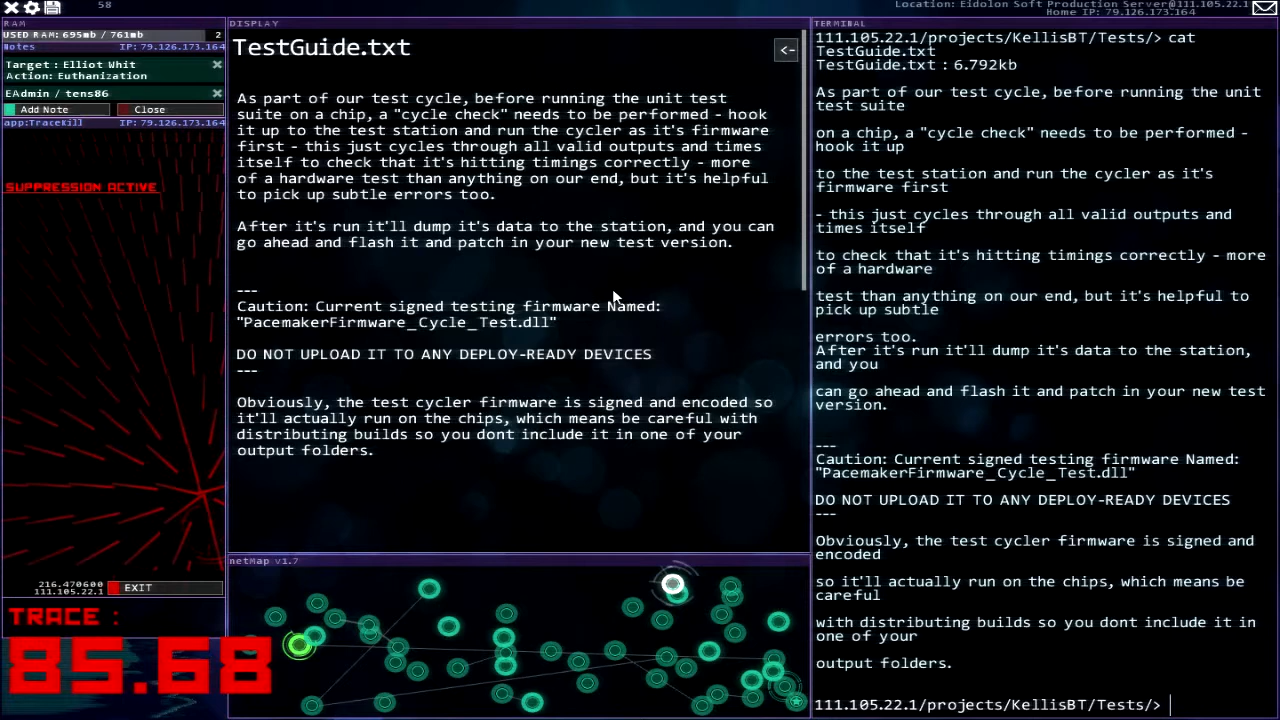 58
Location: Eidolon Soft Production Server@111.105.22.1
Home IP: 79.126.173.164
RAM
USED RAM: 695mb / 761mb 2
Notes IP: 79.126.173.164
Target : Elliot Whit
Action: Euthanization
EAdmin / tens86
Add Note Close
app:TraceKill IP: 79.126.173.164
SUPPRESSION ACTIVE
216.470600
111.105.22.1
EXIT
TRACE :
85.68
DISPLAY
TestGuide.txt
<-
As part of our test cycle, before running the unit test
suite on a chip, a "cycle check" needs to be performed - hook
it up to the test station and run the cycler as it's firmware
first - this just cycles through all valid outputs and times
itself to check that it's hitting timings correctly - more
of a hardware test than anything on our end, but it's helpful
to pick up subtle errors too.
After it's run it'll dump it's data to the station, and you can
go ahead and flash it and patch in your new test version.
---
Caution: Current signed testing firmware Named:
"PacemakerFirmware_Cycle_Test.dll"
DO NOT UPLOAD IT TO ANY DEPLOY-READY DEVICES
---
Obviously, the test cycler firmware is signed and encoded so
it'll actually run on the chips, which means be careful with
distributing builds so you dont include it in one of your
output folders.
netMap v1.7
TERMINAL
111.105.22.1/projects/KellisBT/Tests/> cat
TestGuide.txt
TestGuide.txt : 6.792kb
As part of our test cycle, before running the unit
test suite
on a chip, a "cycle check" needs to be performed -
hook it up
to the test station and run the cycler as it's
firmware first
- this just cycles through all valid outputs and
times itself
to check that it's hitting timings correctly - more
of a hardware
test than anything on our end, but it's helpful to
pick up subtle
errors too.
After it's run it'll dump it's data to the station,
and you
can go ahead and flash it and patch in your new test
version.
---
Caution: Current signed testing firmware Named:
"PacemakerFirmware_Cycle_Test.dll"
DO NOT UPLOAD IT TO ANY DEPLOY-READY DEVICES
---
Obviously, the test cycler firmware is signed and
encoded
so it'll actually run on the chips, which means be
careful
with distributing builds so you dont include it in
one of your
output folders.
111.105.22.1/projects/KellisBT/Tests/>